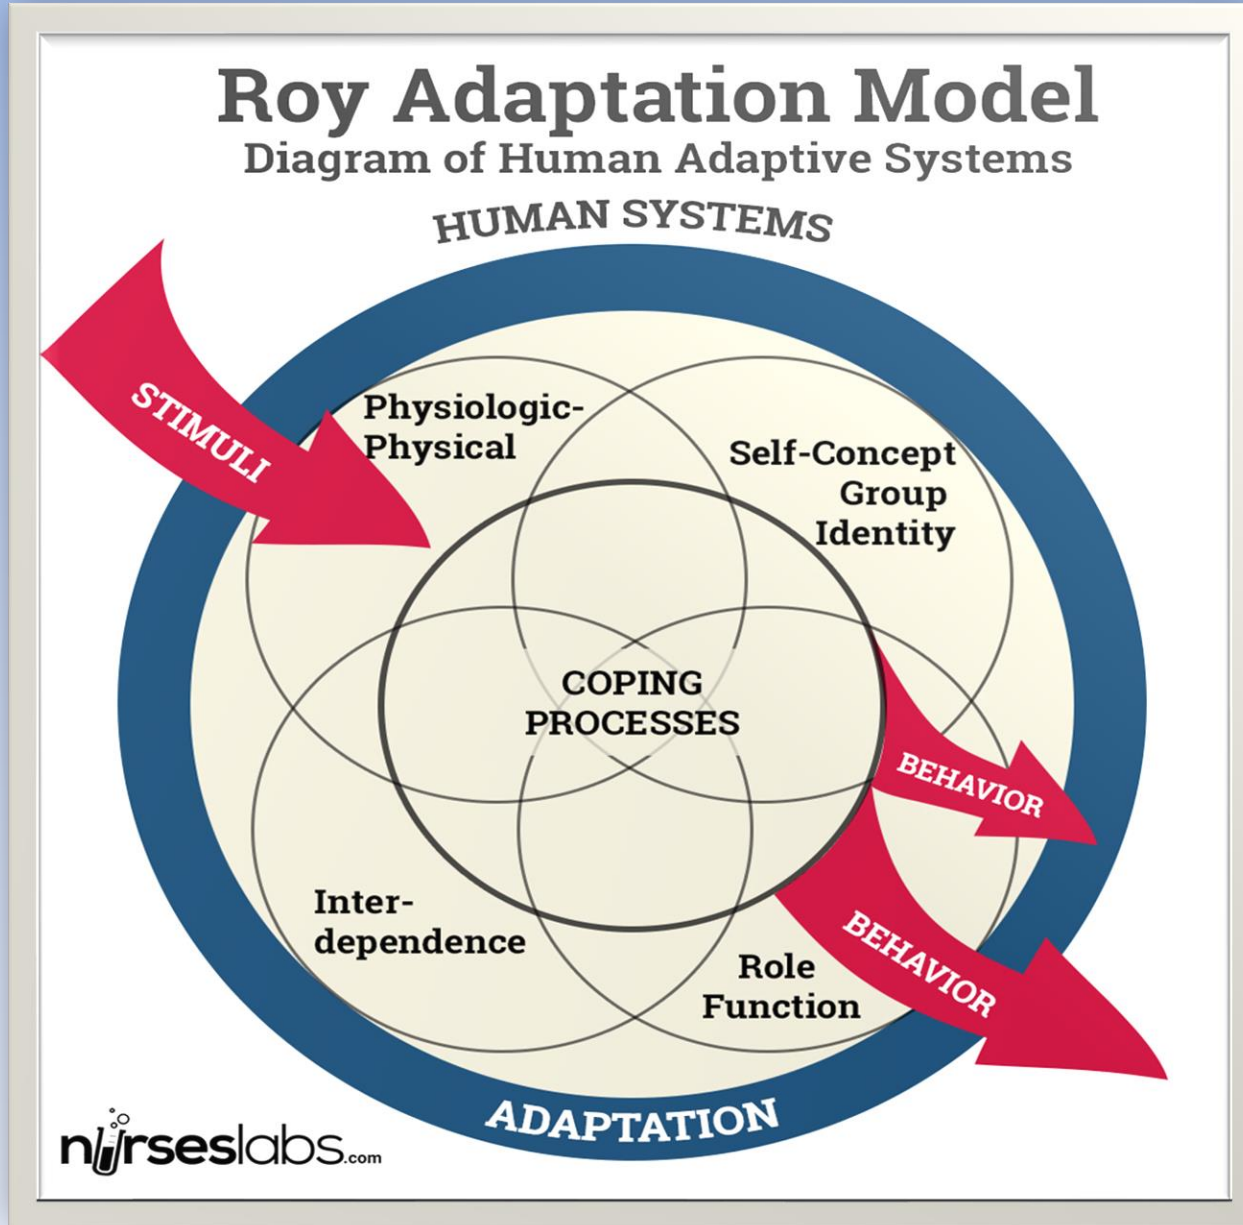 Roy Adaptation Model
Diagram of Human Adaptive Systems
HUMAN SYSTEMS
STIMULI
Physiologic-
Physical
Self-Concept
Group
Identity
COPING
PROCESSES
BEHAVIOR
BEHAVIOR
Inter-
dependence
Role
Function
ADAPTATION
nurseslabs.com